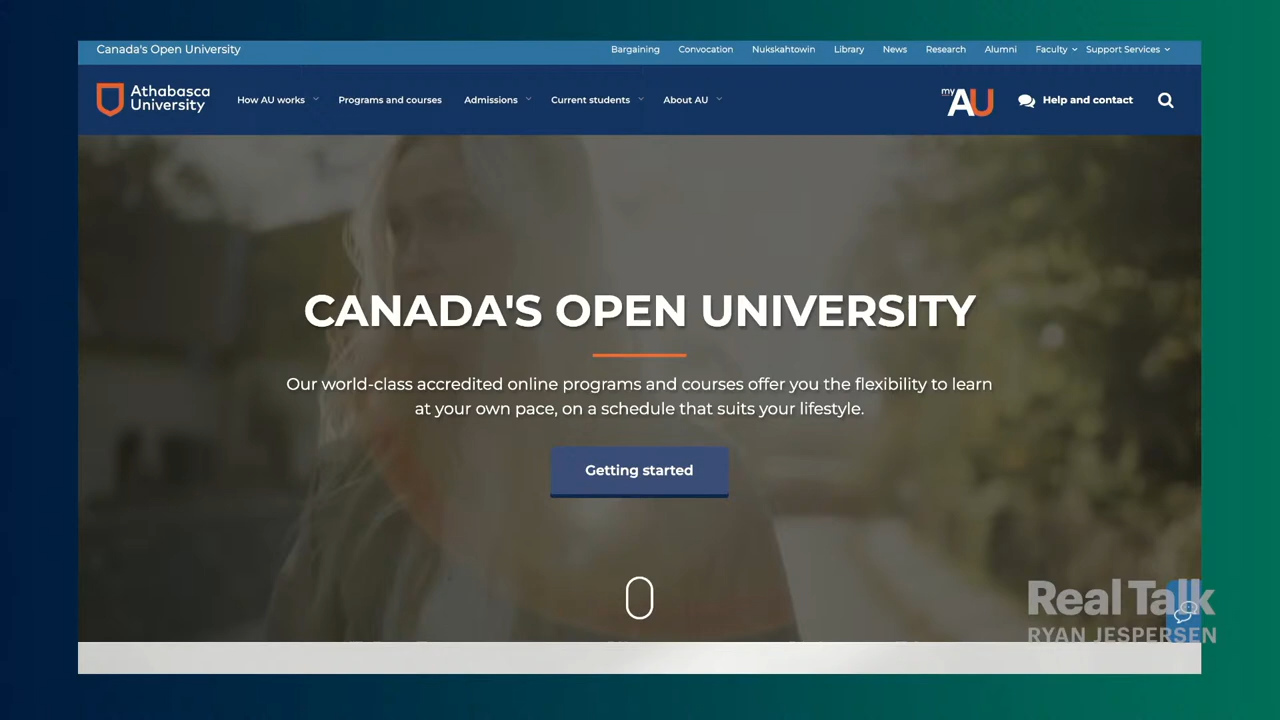 Canada's Open University
Bargaining Convocation Nukskahtowin Library News Research Alumni Faculty Support Services
Athabasca
University
How AU works Programs and courses Admissions Current students About AU
my AU
Help and contact
CANADA'S OPEN UNIVERSITY
Our world-class accredited online programs and courses offer you the flexibility to learn
at your own pace, on a schedule that suits your lifestyle.
Getting started
Real Talk
RYAN JESPERSEN